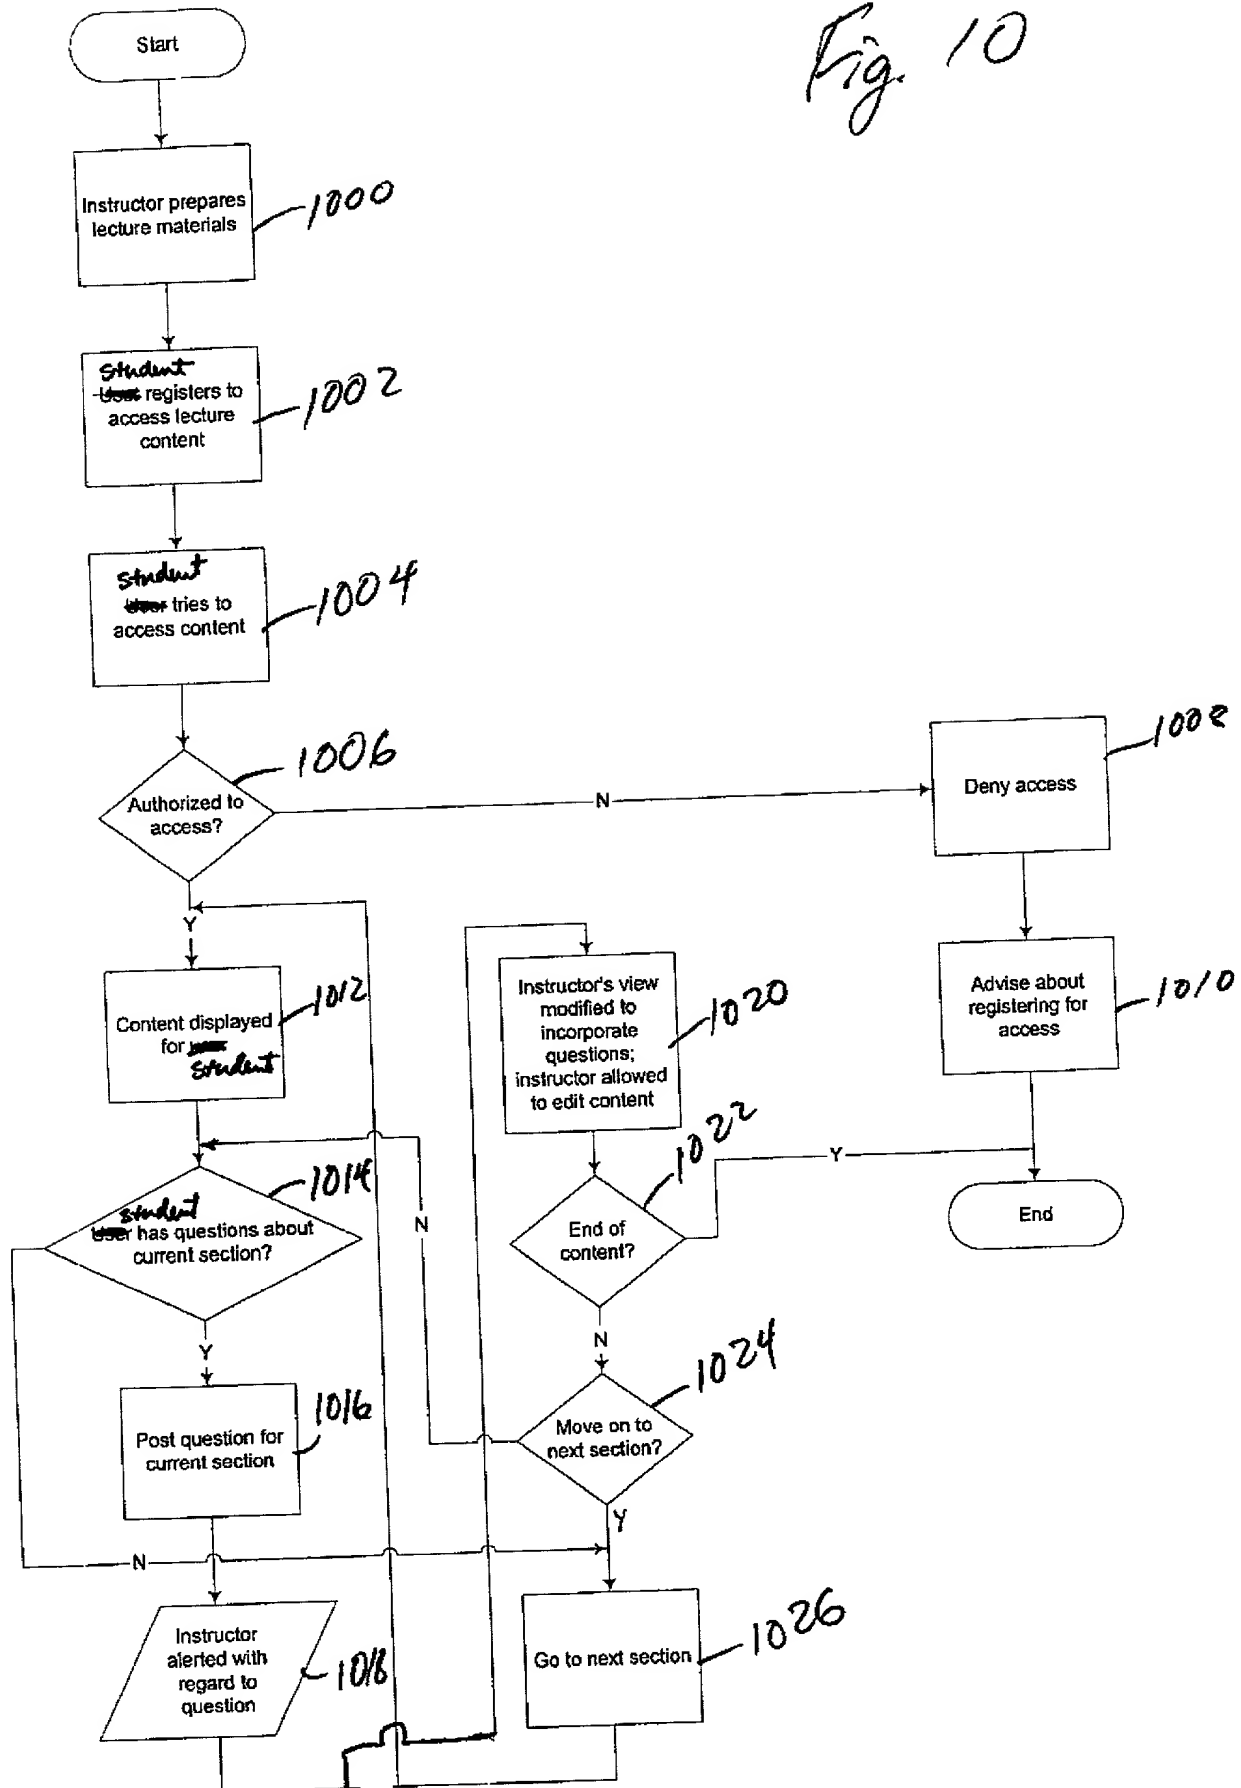 Fig. 10
Start
Instructor prepares
lecture materials
1000
Student
User registers to
access lecture
content
1002
Student
User tries to
access content
1004
Authorized to
access?
1006
N
Deny access
1008
Advise about
registering for
access
1010
Y
Content displayed
for user
Student
1012
Instructor's view
modified to
incorporate
questions;
instructor allowed
to edit content
1020
student
User has questions about
current section?
1014
N
End of
content?
1022
Y
End
Y
N
Post question for
current section
1016
Move on to
next section?
1024
Y
N
Instructor
alerted with
regard to
question
1018
Go to next section
1026